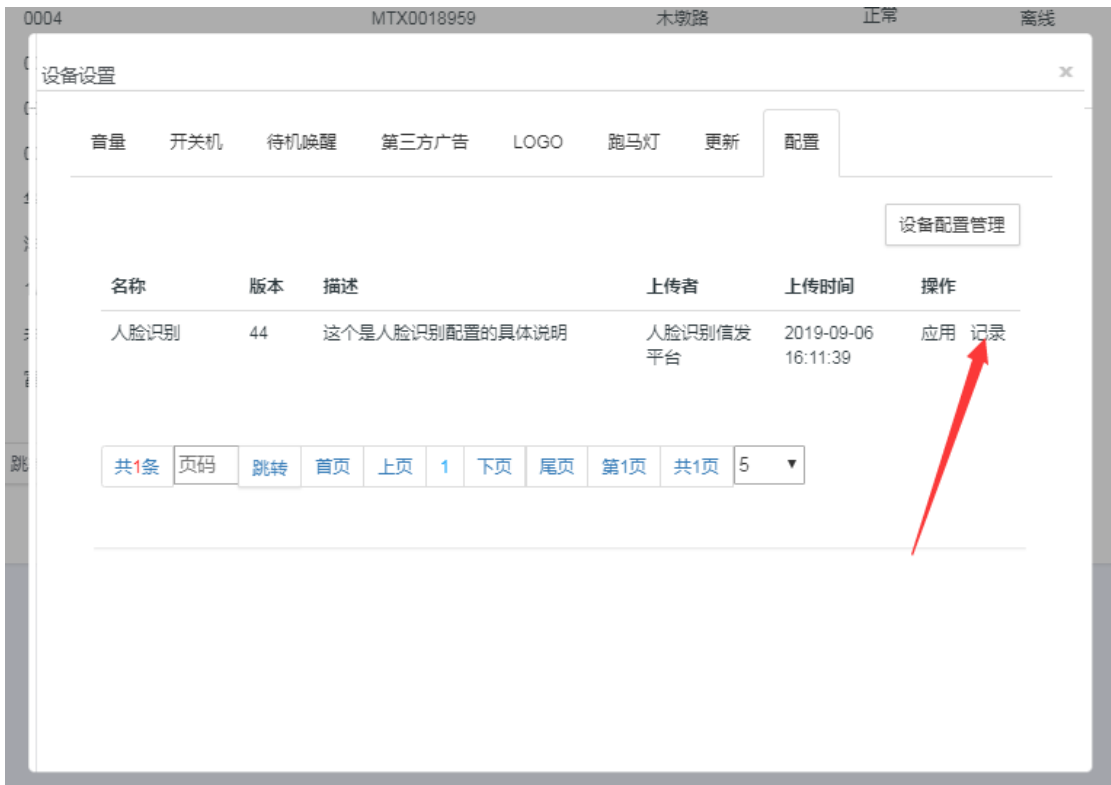 0004 MTX0018959 木墩路 正常 离线
设备设置 x
音量 开关机 待机唤醒 第三方广告 LOGO 跑马灯 更新 配置
设备配置管理
名称 版本 描述 上传者 上传时间 操作
人脸识别 44 这个是人脸识别配置的具体说明 人脸识别信发 2019-09-06 应用 记录
平台 16:11:39
跳
共1条 页码 跳转 首页 上页 1 下页 尾页 第1页 共1页 5